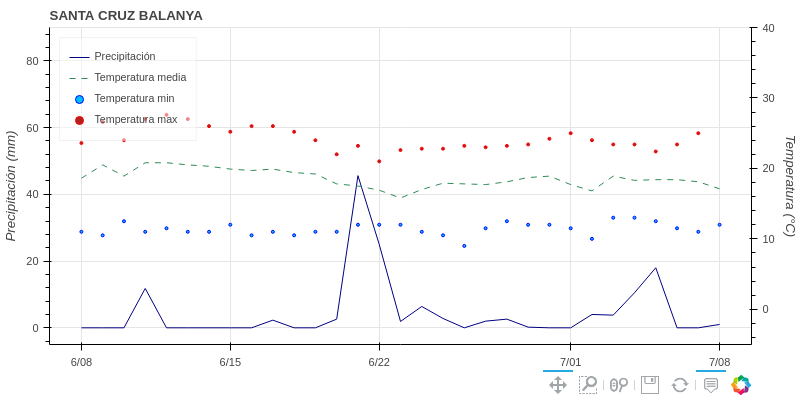 SANTA CRUZ BALANYA
Precipitación
Temperatura media
Temperatura min
Temperatura max
Precipitación (mm)
80
60
40
20
0
Temperatura (°C)
40
30
20
10
0
6/08
6/15
6/22
7/01
7/08